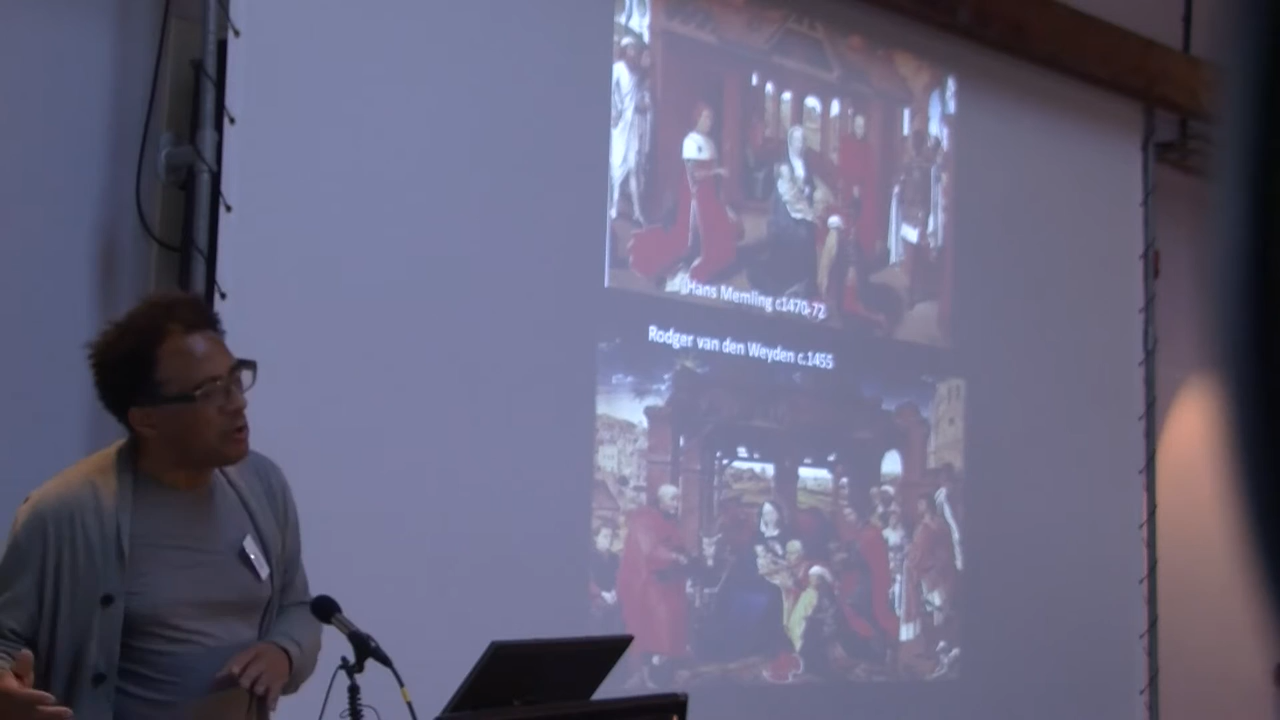 Hans Memling c1470-72
Rodger van den Weyden c.1455